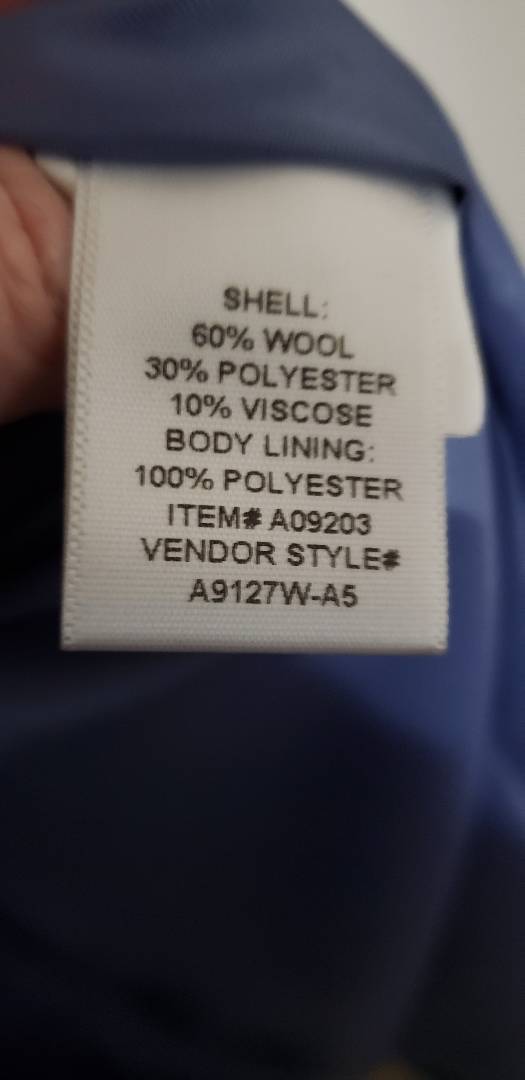 SHELL:
60% WOOL
30% POLYESTER
10% VISCOSE
BODY LINING:
100% POLYESTER
ITEM# A09203
VENDOR STYLE#
A9127W-A5